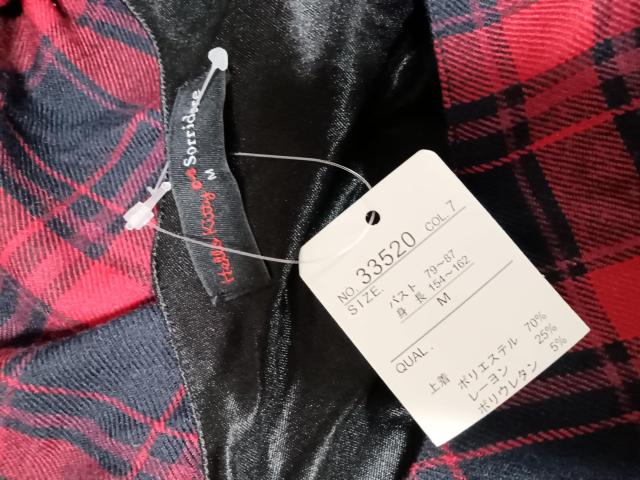 Hello Kitty Sorridere
M
NO. 33520 COL. 7
SIZE.
バスト 79〜87
身長 154〜162
M
QUAL.
上着 ポリエステル 70%
レーヨン 25%
ポリウレタン 5%